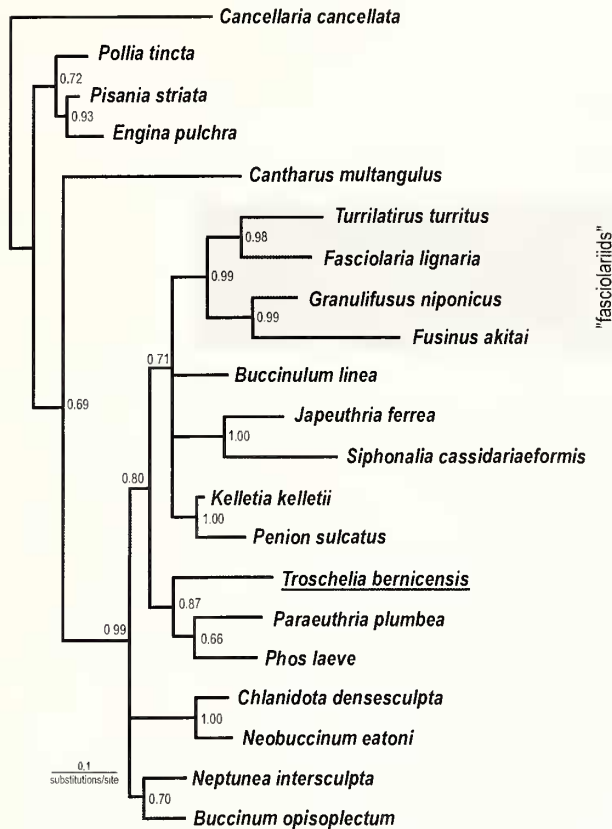 Cancellaria cancellata
Pollia tincta
0.72
Pisania striata
0.93
Engina pulchra
Cantharus multangulus
Turrilatirus turritus
0.98
Fasciolaria lignaria
0.99
Granulifusus niponicus
0.99
Fusinus akitai
"fasciolariids"
0.71
Buccinulum linea
0.69
Japeuthria ferrea
1.00
Siphonalia cassidariaeformis
0.80
Kelletia kelletii
1.00
Penion sulcatus
Troschelia bernicensis
0.87
Paraeuthria plumbea
0.66
Phos laeve
0.99
Chlanidota densesculpta
1.00
Neobuccinum eatoni
0.1
substitutions/site
Neptunea intersculpta
0.70
Buccinum opisoplectum